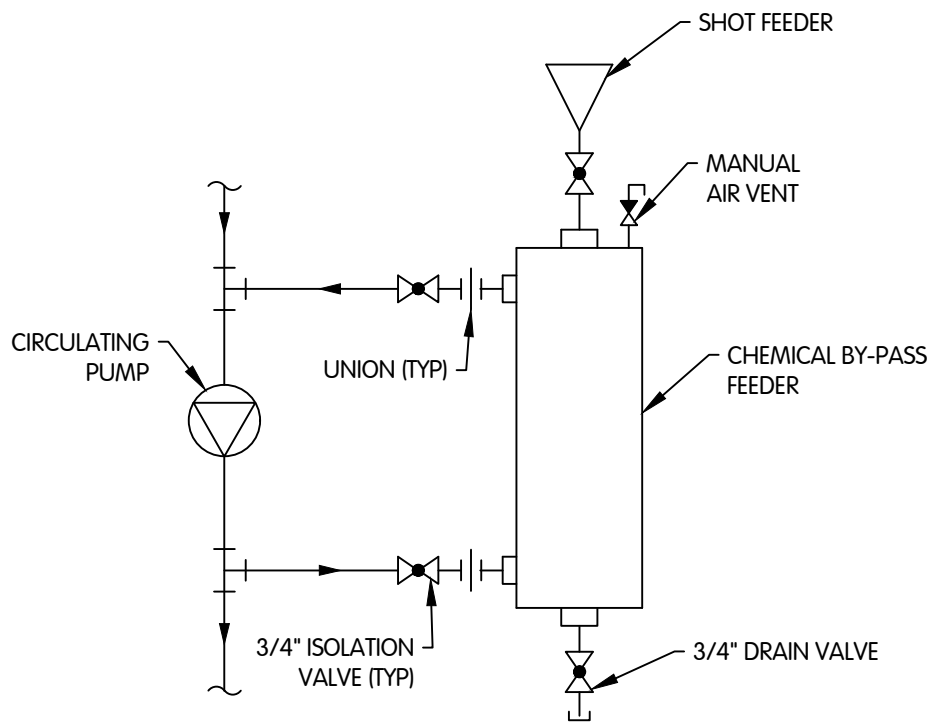 SHOT FEEDER
MANUAL
AIR VENT
CIRCULATING
PUMP
UNION (TYP)
CHEMICAL BY-PASS
FEEDER
3/4" ISOLATION
VALVE (TYP)
3/4" DRAIN VALVE